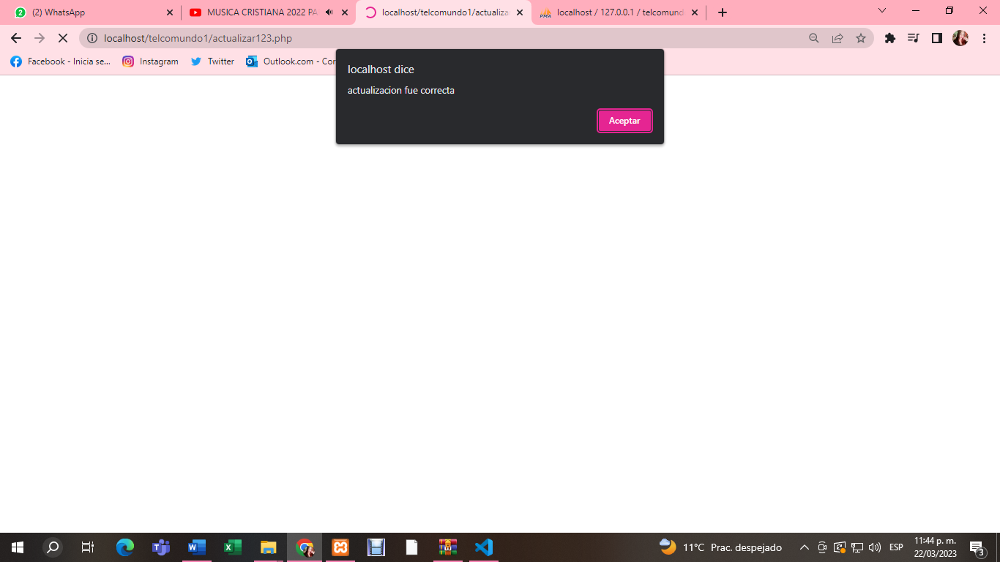 (2) WhatsApp
MUSICA CRISTIANA 2022 PA
localhost/telcomundo1/actualiza
localhost / 127.0.0.1 / telcomund
localhost/telcomundo1/actualizar123.php
Facebook - Inicia se...
Instagram
Twitter
Outlook.com - Cor
localhost dice
actualizacion fue correcta
Aceptar
11°C Prac. despejado
ESP
11:44 p. m.
22/03/2023
3